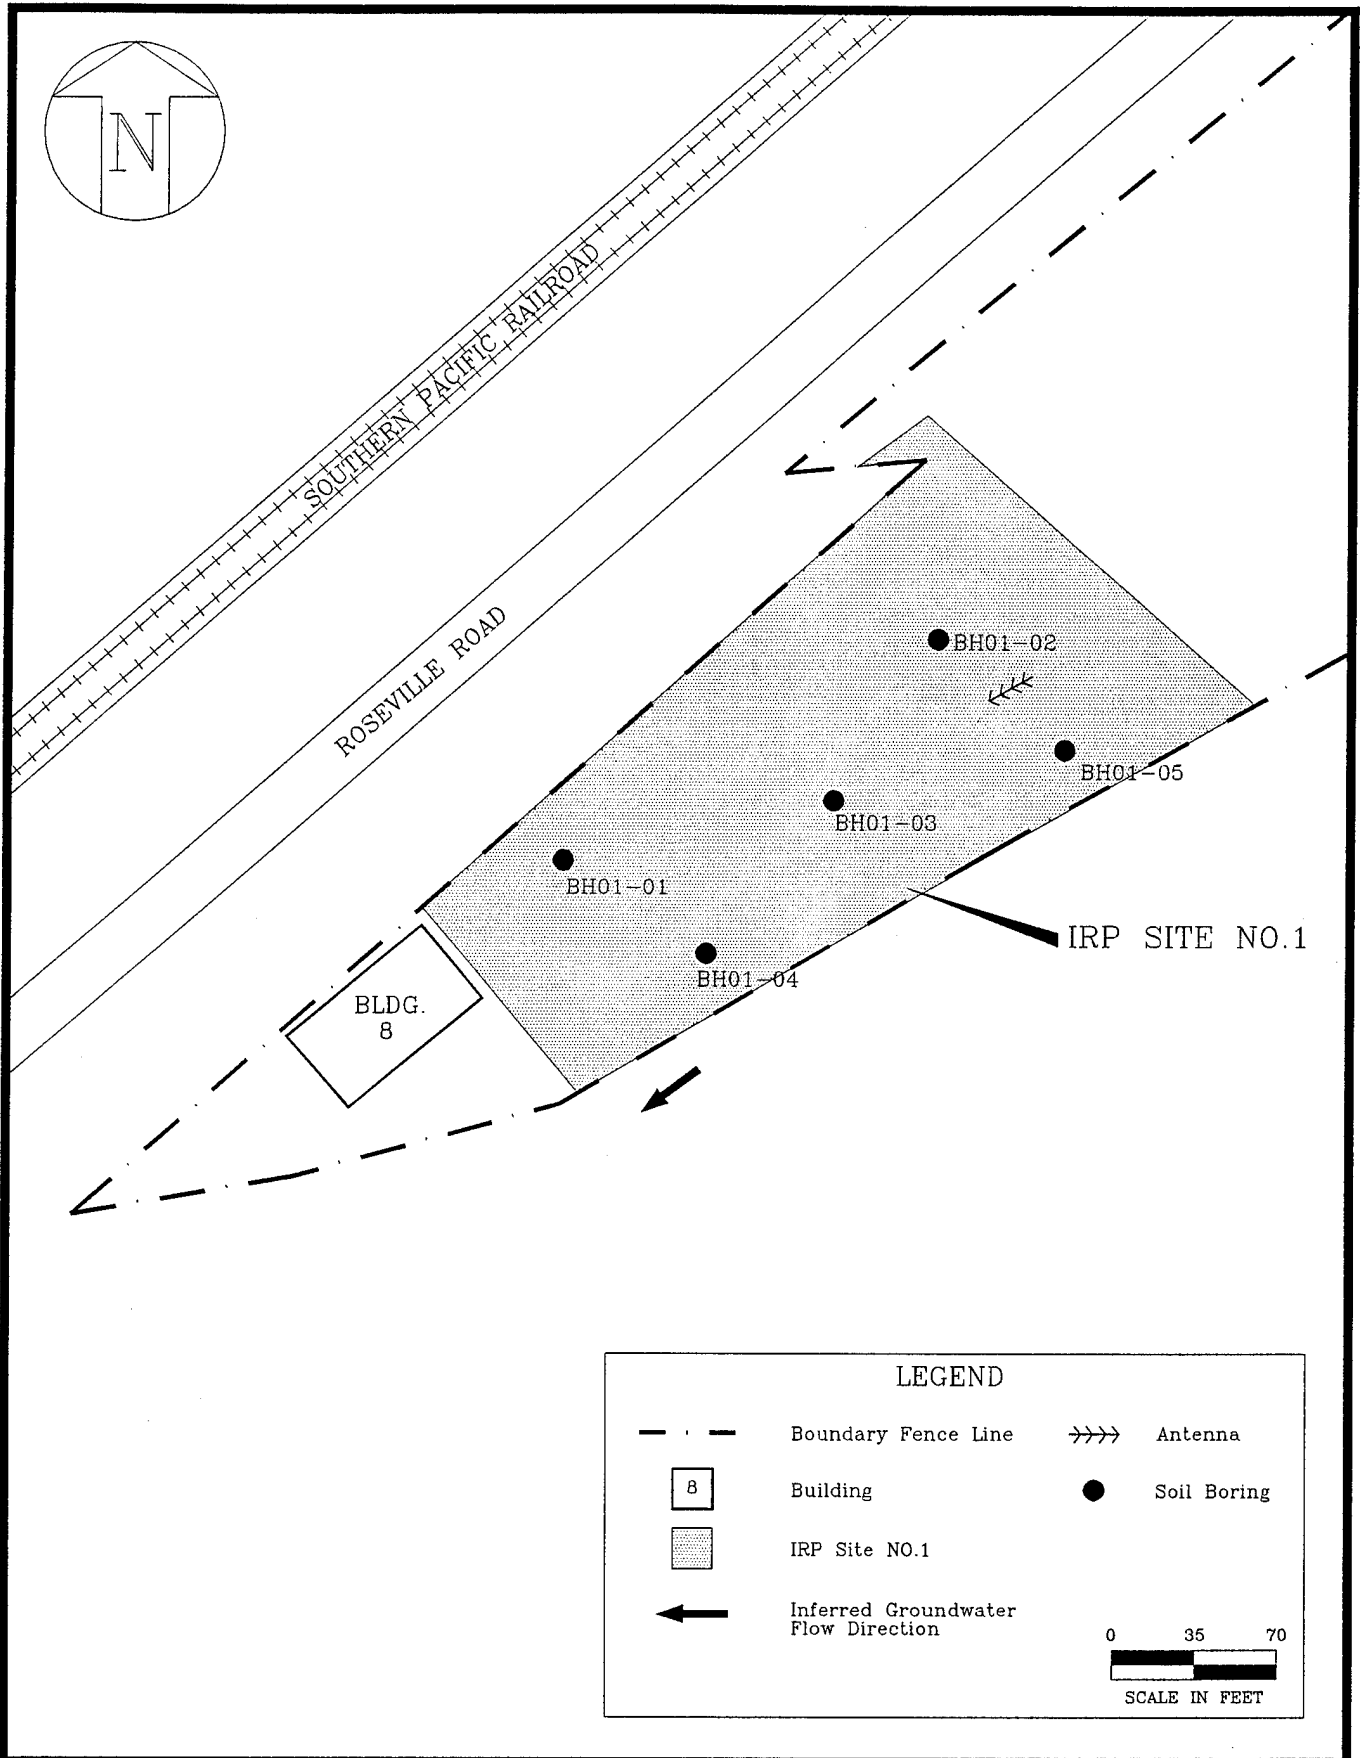 N
SOUTHERN PACIFIC RAILROAD
ROSEVILLE ROAD
BH01-02
BH01-05
BH01-03
BH01-01
IRP SITE NO.1
BH01-04
BLDG.
8
LEGEND
Boundary Fence Line
Antenna
8
Building
Soil Boring
IRP Site NO.1
Inferred Groundwater
Flow Direction
0 35 70
SCALE IN FEET